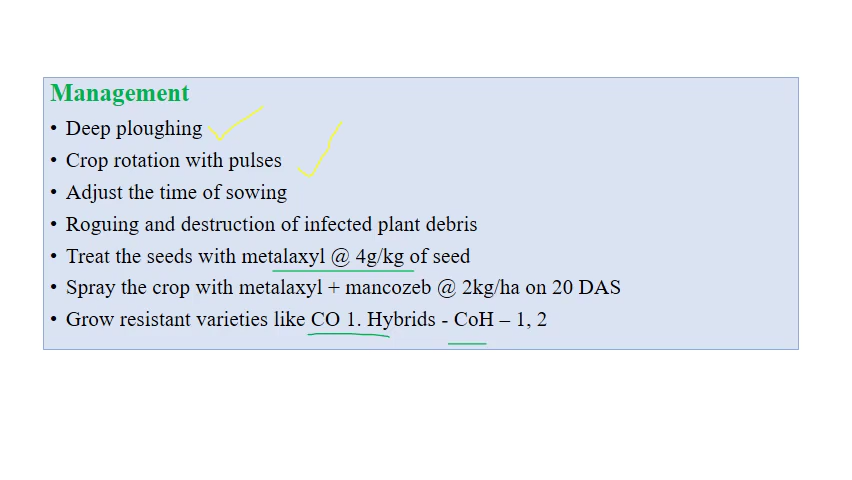 Management
• Deep ploughing
• Crop rotation with pulses
• Adjust the time of sowing
• Roguing and destruction of infected plant debris
• Treat the seeds with metalaxyl @ 4g/kg of seed
• Spray the crop with metalaxyl + mancozeb @ 2kg/ha on 20 DAS
• Grow resistant varieties like CO 1. Hybrids - CoH – 1, 2